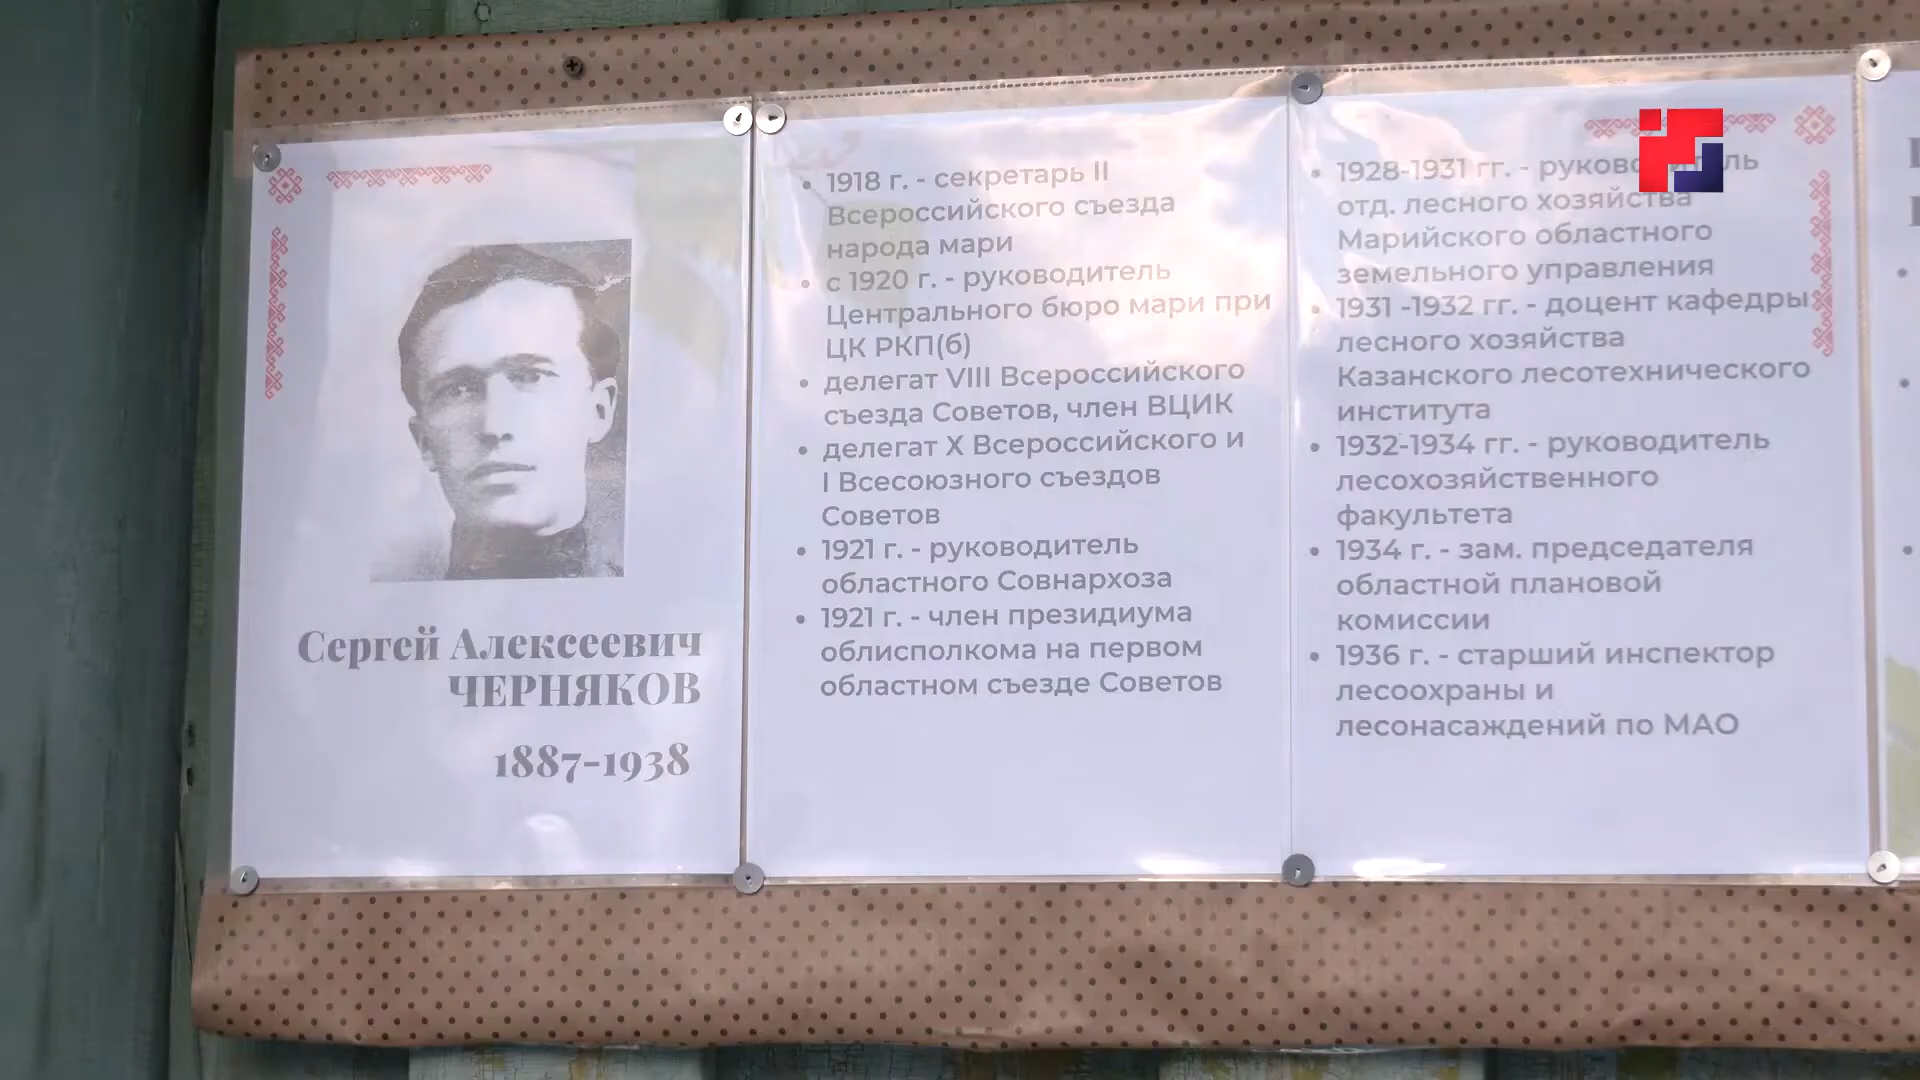 Сергей Алексеевич
ЧЕРНЯКОВ
1887-1938
• 1918 г. - секретарь II
Всероссийского съезда
народа мари
• с 1920 г. - руководитель
Центрального бюро мари при
ЦК РКП(б)
• делегат VIII Всероссийского
съезда Советов, член ВЦИК
• делегат X Всероссийского и
I Всесоюзного съездов
Советов
• 1921 г. - руководитель
областного Совнархоза
• 1921 г. - член президиума
облисполкома на первом
областном съезде Советов
• 1928-1931 гг. - руководитель
отд. лесного хозяйства
Марийского областного
земельного управления
• 1931 -1932 гг. - доцент кафедры
лесного хозяйства
Казанского лесотехнического
института
• 1932-1934 гг. - руководитель
лесохозяйственного
факультета
• 1934 г. - зам. председателя
областной плановой
комиссии
• 1936 г. - старший инспектор
лесоохраны и
лесонасаждений по МАО